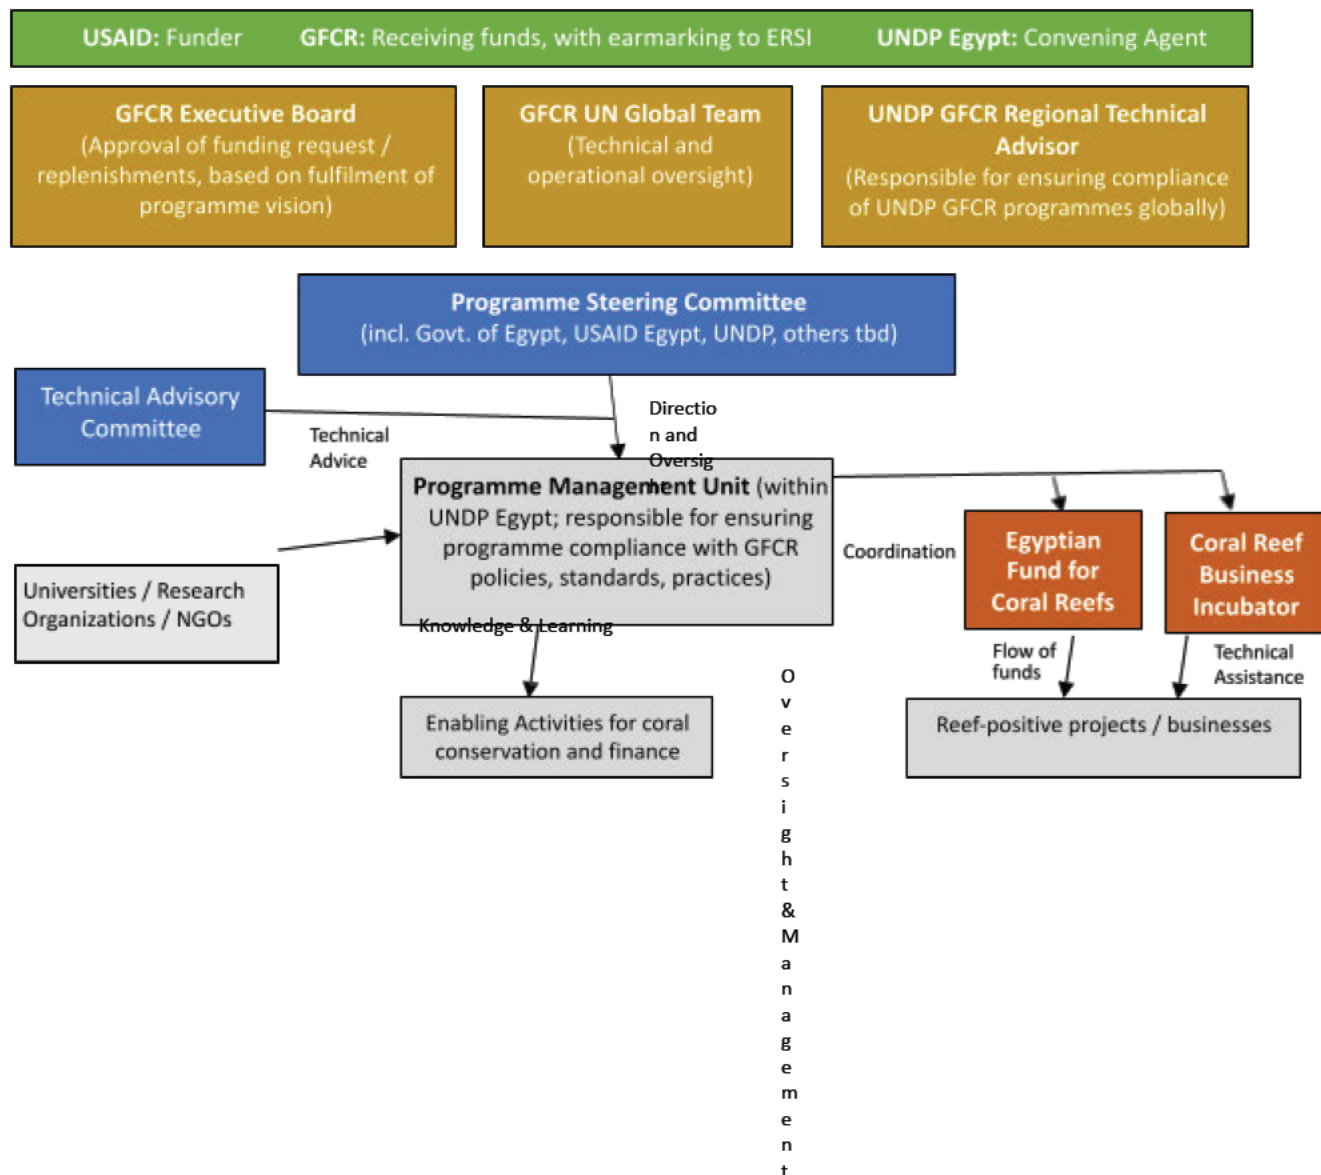 USAID: Funder GFCR: Receiving funds, with earmarking to ERSI UNDP Egypt: Convening Agent
GFCR Executive Board
(Approval of funding request /
replenishments, based on fulfilment of
programme vision)
GFCR UN Global Team
(Technical and
operational oversight)
UNDP GFCR Regional Technical
Advisor
(Responsible for ensuring compliance
of UNDP GFCR programmes globally)
Programme Steering Committee
(incl. Govt. of Egypt, USAID Egypt, UNDP, others tbd)
Technical Advisory
Committee
Technical
Advice
Directio
n and
Oversig
ht
Programme Management Unit (within
UNDP Egypt; responsible for ensuring
programme compliance with GFCR
policies, standards, practices)
Universities / Research
Organizations / NGOs
Knowledge & Learning
Coordination
Egyptian
Fund for
Coral Reefs
Coral Reef
Business
Incubator
Flow of
funds
Technical
Assistance
Enabling Activities for coral
conservation and finance
Reef-positive projects / businesses
O
v
e
r
s
i
g
h
t
&
M
a
n
a
g
e
m
e
n
t